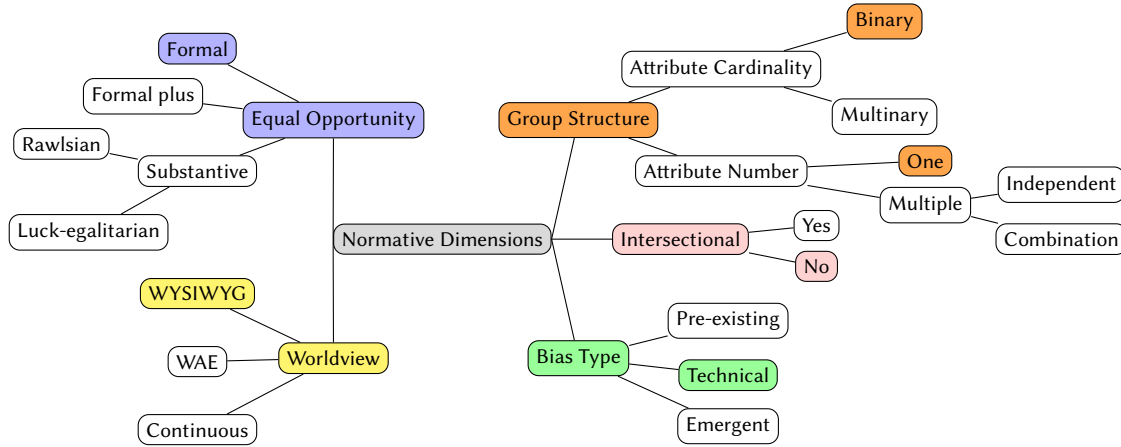 Binary
Formal
Attribute Cardinality
Formal plus
Multinary
Equal Opportunity
Group Structure
Rawlsian
One
Substantive
Attribute Number
Independent
Multiple
Yes
Luck-egalitarian
Normative Dimensions
Intersectional
Combination
No
WYSIWYG
Pre-existing
WAE
Worldview
Bias Type
Technical
Continuous
Emergent